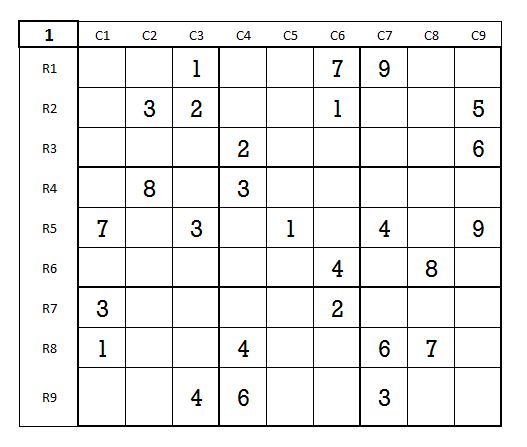 1 C1 C2 C3 C4 C5 C6 C7 C8 C9
R1 1 7 9
R2 3 2 1 5
R3 2 6
R4 8 3
R5 7 3 1 4 9
R6 4 8
R7 3 2
R8 1 4 6 7
R9 4 6 3